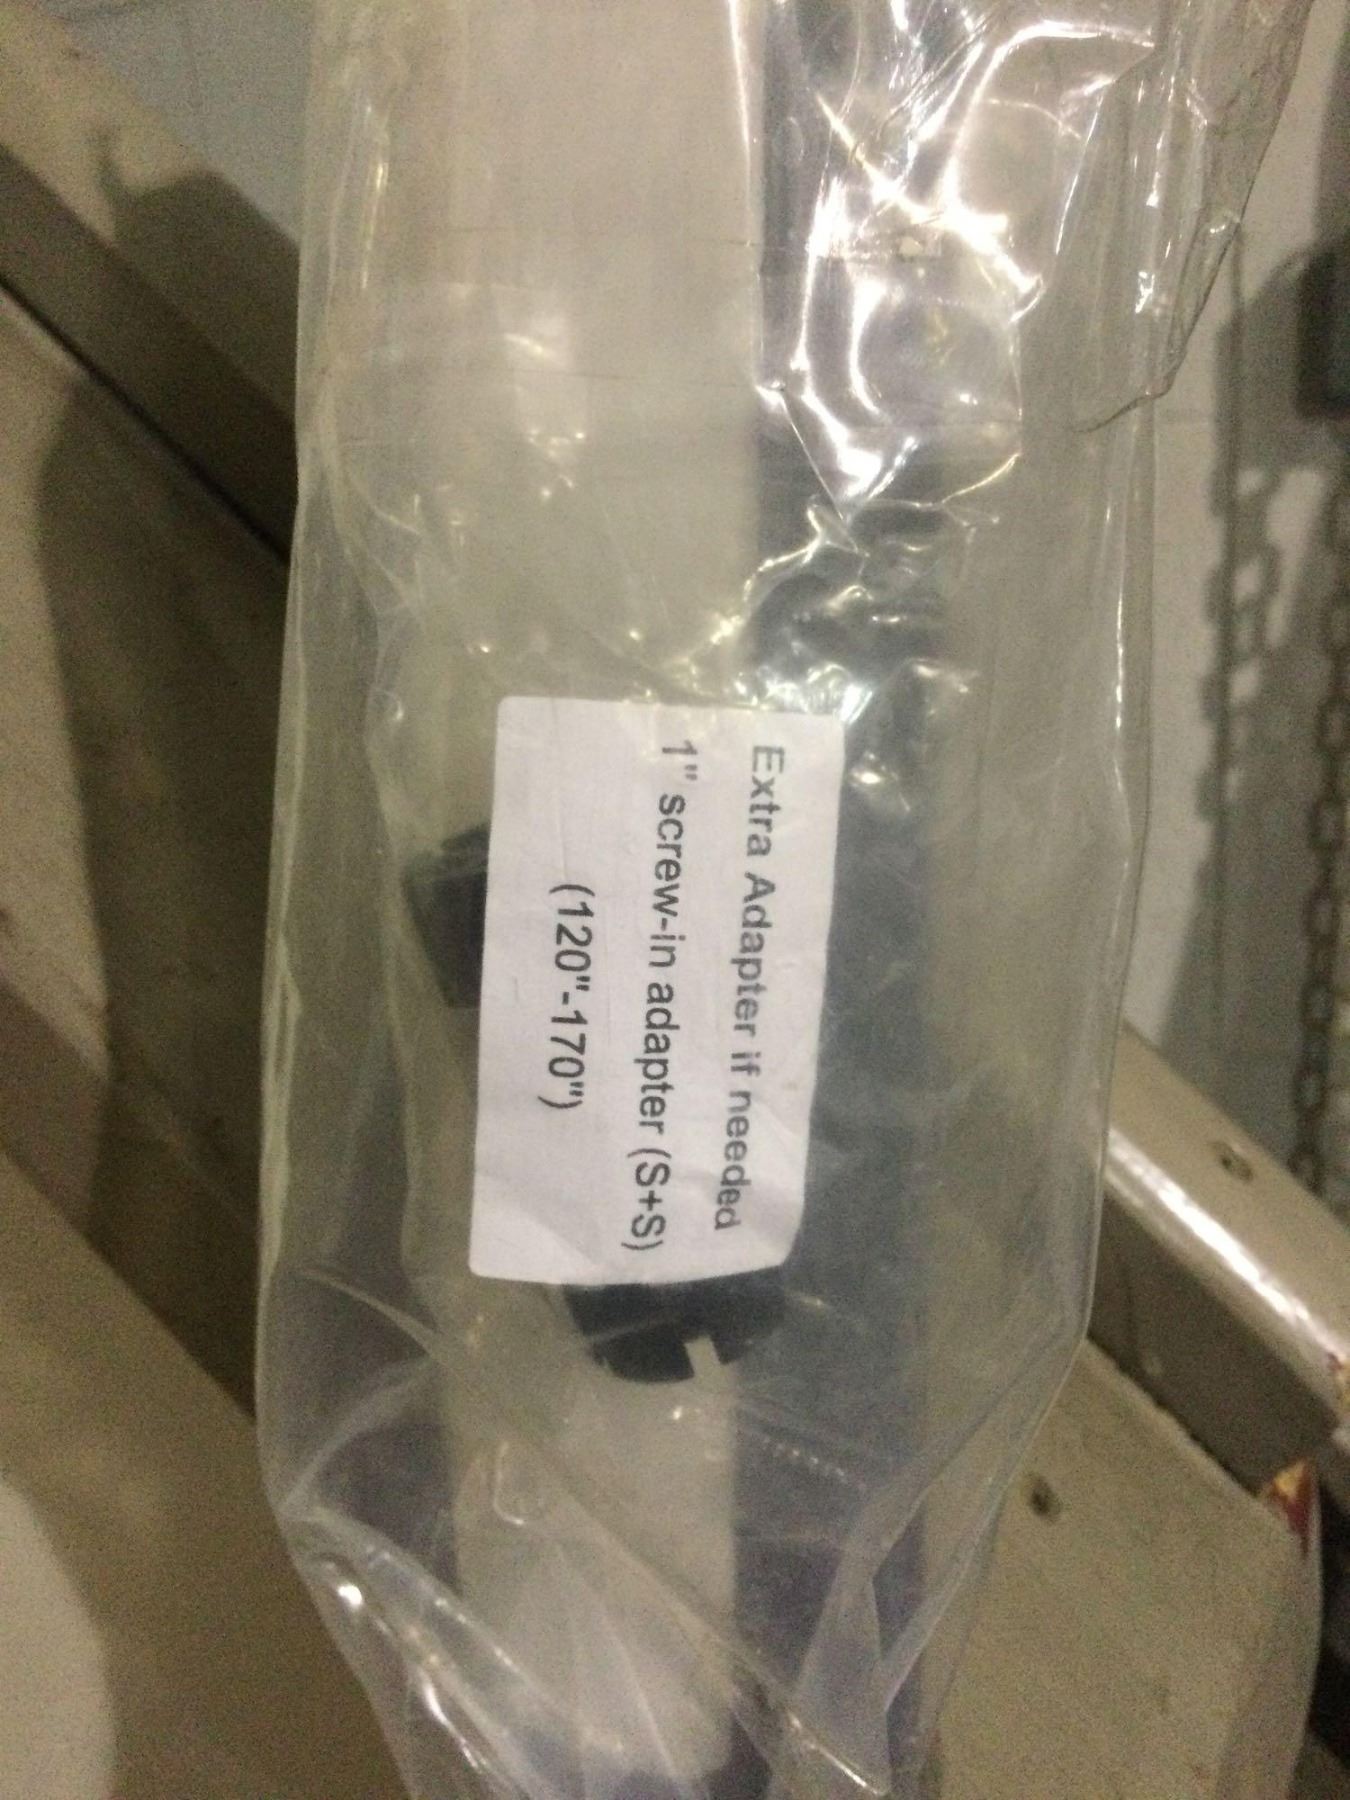 Extra Adapter if needed
1" screw-in adapter (S+S)
(120"-170")